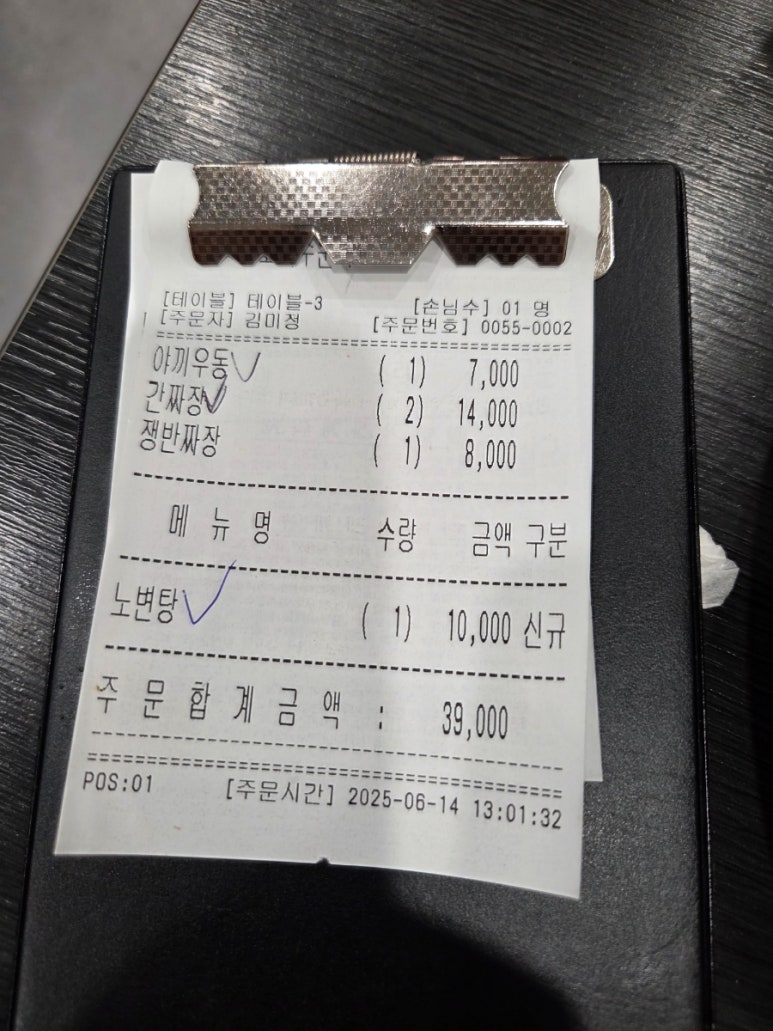 [테이블] 테이블-3 [손님수] 01 명
[주문자] 김미정 [주문번호] 0055-0002
야끼우동 ( 1) 7,000
간짜장 ( 2) 14,000
쟁반짜장 ( 1) 8,000
메 뉴 명 수량 금액 구분
노변탕 ( 1) 10,000 신규
주 문 합 계 금 액 : 39,000
POS:01 [주문시간] 2025-06-14 13:01:32